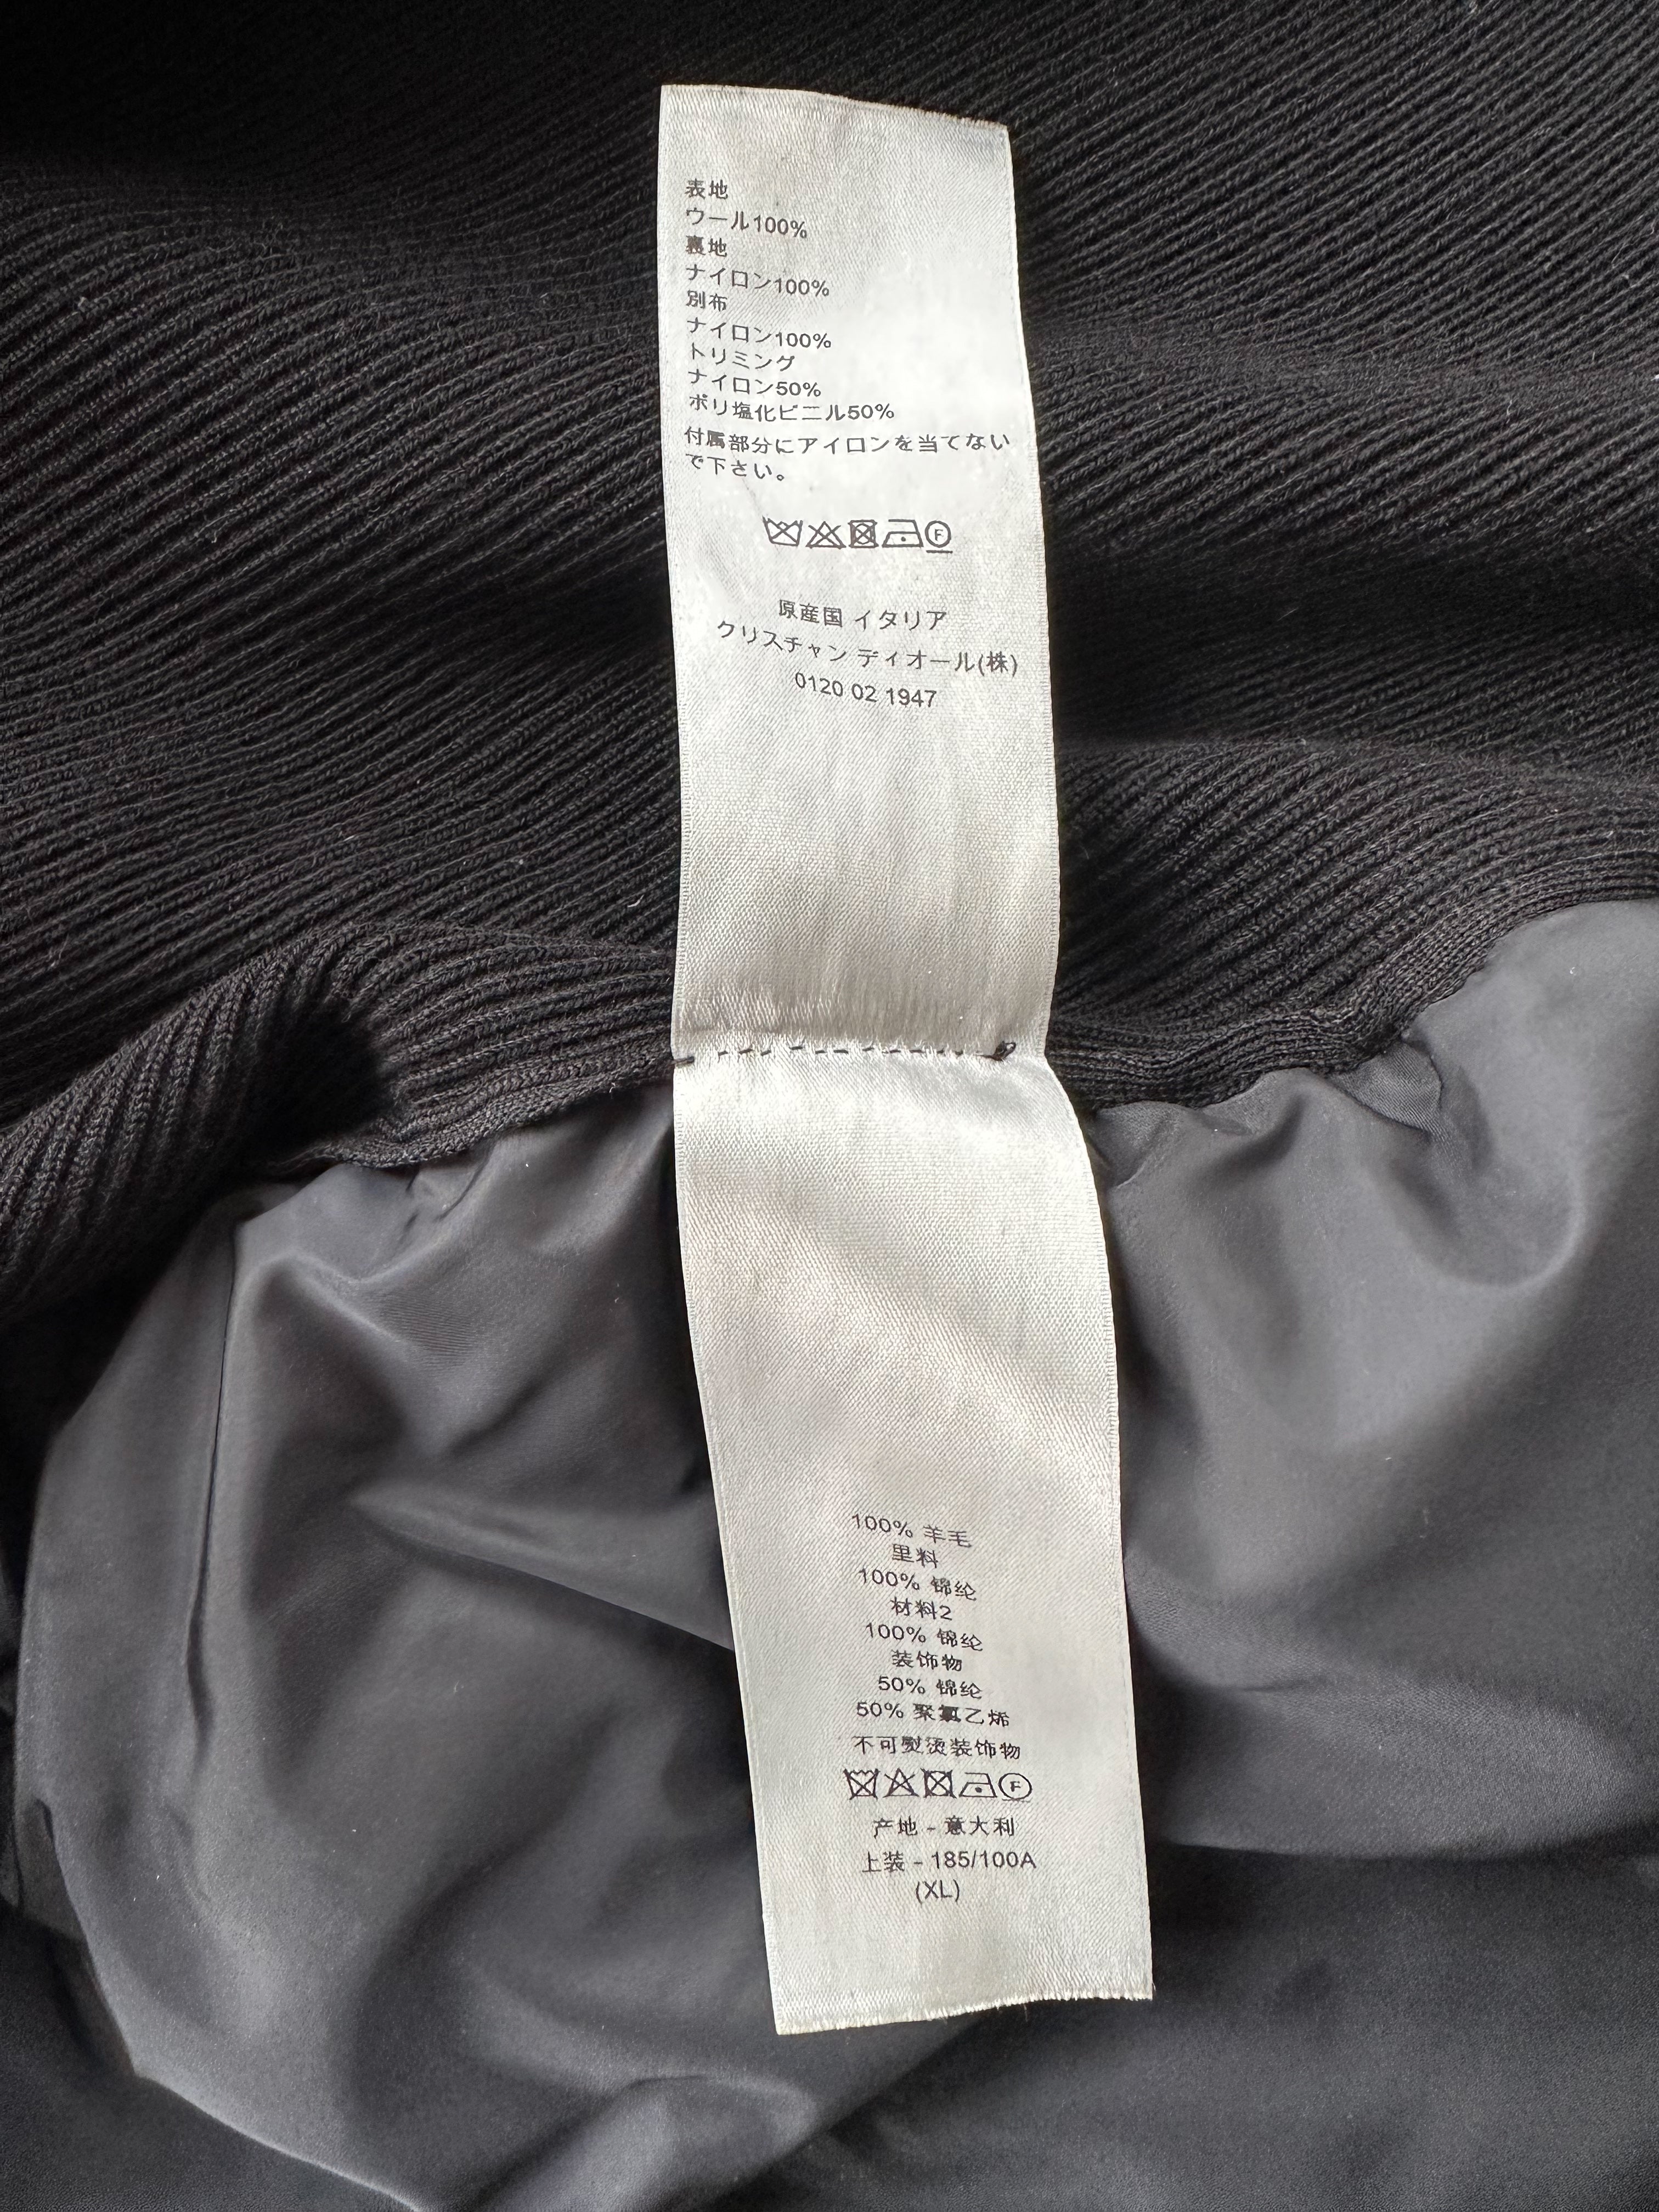 表地
ウール100%
裏地
ナイロン100%
別布
ナイロン100%
トリミング
ナイロン50%
ポリ塩化ビニル50%
付属部分にアイロンを当てない
で下さい。
F
原産国 イタリア
クリスチャン ディオール(株)
0120 02 1947
100% 羊毛
里料
100% 锦纶
材料2
100% 锦纶
装饰物
50% 锦纶
50% 聚氯乙烯
不可熨烫装饰物
F
产地 - 意大利
上装 - 185/100A
(XL)